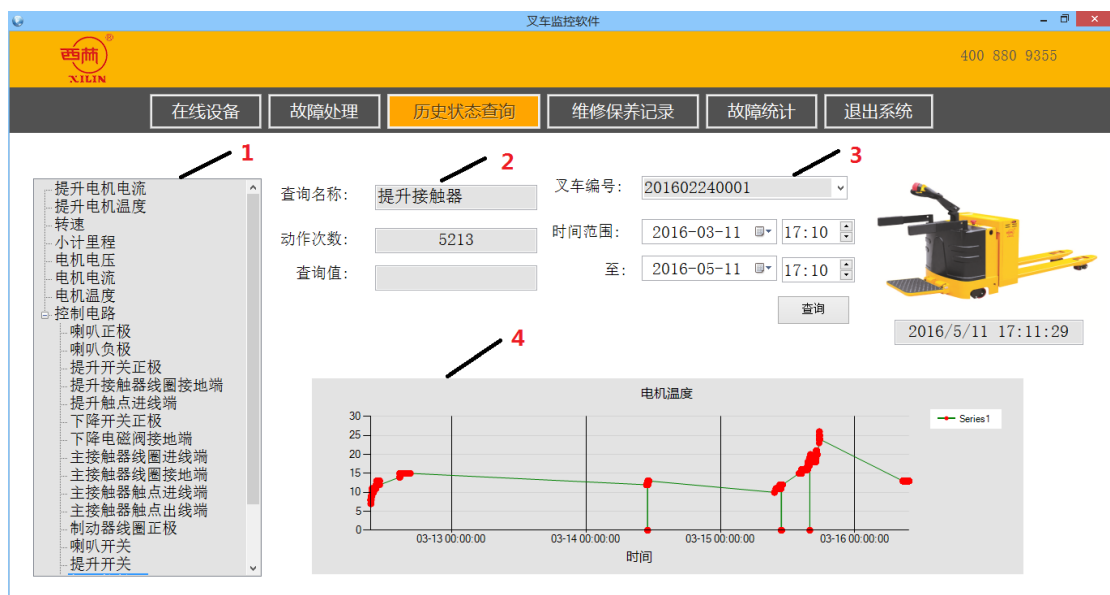 叉车监控软件
西林®
XILIN
400 880 9355
在线设备 故障处理 历史状态查询 维修保养记录 故障统计 退出系统
1
2
3
提升电机电流
提升电机温度
转速
小计里程
电机电压
电机电流
电机温度
控制电路
喇叭正极
喇叭负极
提升开关正极
提升接触器线圈接地端
提升触点进线端
下降开关正极
下降电磁阀接地端
主接触器线圈进线端
主接触器线圈接地端
主接触器触点进线端
主接触器触点出线端
制动器线圈正极
喇叭开关
提升开关
查询名称: 提升接触器
动作次数: 5213
查询值:
叉车编号: 201602240001
时间范围: 2016-03-11 17:10
至: 2016-05-11 17:10
查询
2016/5/11 17:11:29
4
电机温度
30
25
20
15
10
5
0
03-13 00:00:00 03-14 00:00:00 03-15 00:00:00 03-16 00:00:00
时间
Series1